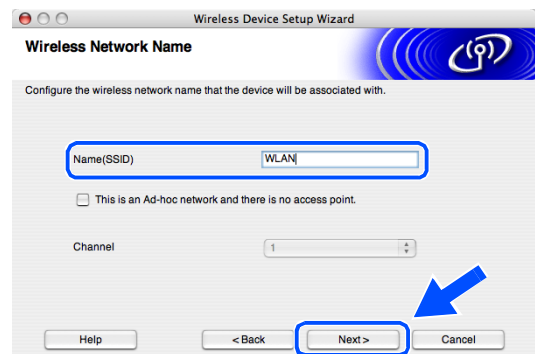 Wireless Device Setup Wizard
Wireless Network Name
Configure the wireless network name that the device will be associated with.
Name(SSID) WLAN
This is an Ad-hoc network and there is no access point.
Channel 1
Help < Back Next > Cancel